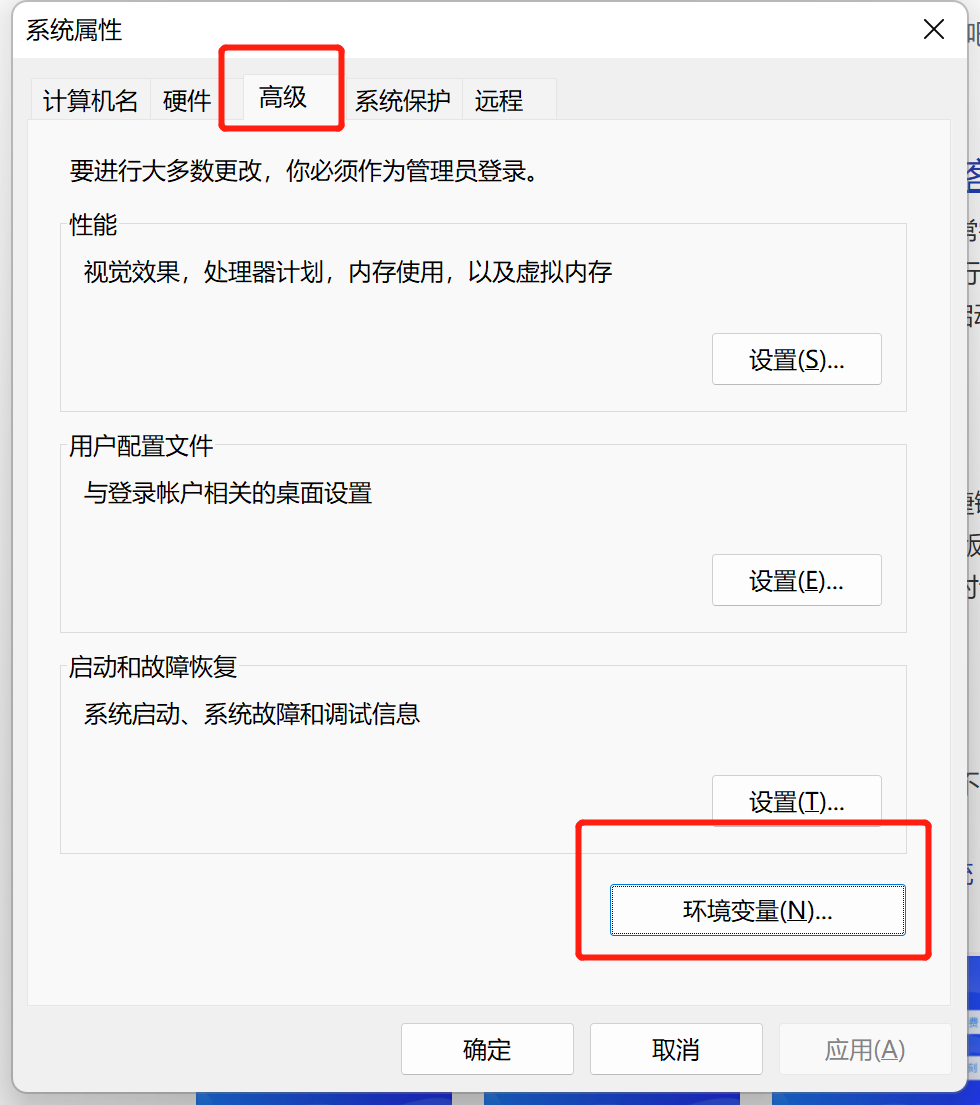 系统属性
计算机名 硬件 高级 系统保护 远程
要进行大多数更改，你必须作为管理员登录。
性能
视觉效果，处理器计划，内存使用，以及虚拟内存
设置(S)...
用户配置文件
与登录帐户相关的桌面设置
设置(E)...
启动和故障恢复
系统启动、系统故障和调试信息
设置(T)...
环境变量(N)...
确定 取消 应用(A)